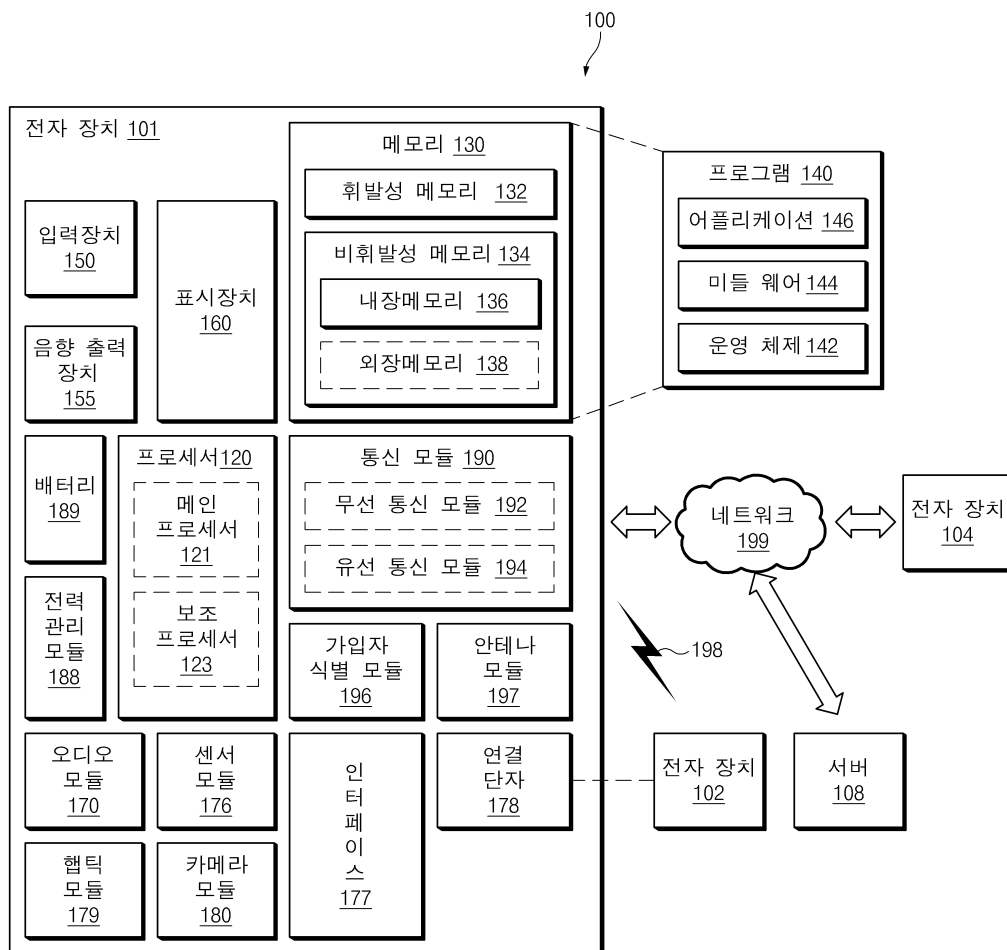 100
전자 장치 101
메모리 130
휘발성 메모리 132
비휘발성 메모리 134
내장메모리 136
외장메모리 138
프로그램 140
어플리케이션 146
미들 웨어 144
운영 체제 142
입력장치
150
표시장치
160
음향 출력
장치
155
배터리
189
프로세서 120
메인
프로세서
121
보조
프로세서
123
통신 모듈 190
무선 통신 모듈 192
유선 통신 모듈 194
네트워크
199
전자 장치
104
전력
관리
모듈
188
가입자
식별 모듈
196
안테나
모듈
197
198
오디오
모듈
170
센서
모듈
176
인
터
페
이
스
177
연결
단자
178
전자 장치
102
서버
108
햅틱
모듈
179
카메라
모듈
180